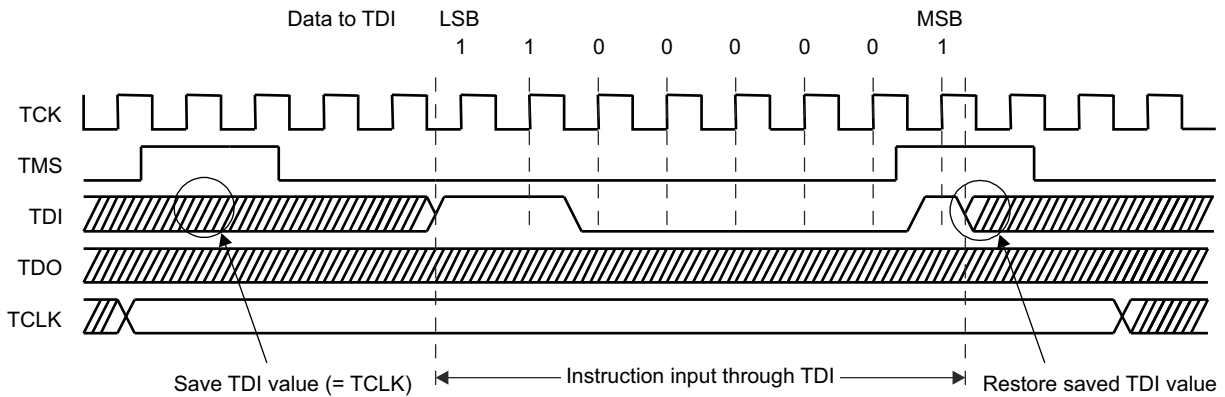 Data to TDI LSB MSB
1 1 0 0 0 0 0 1
TCK
TMS
TDI
TDO
TCLK
Save TDI value (= TCLK) Instruction input through TDI Restore saved TDI value